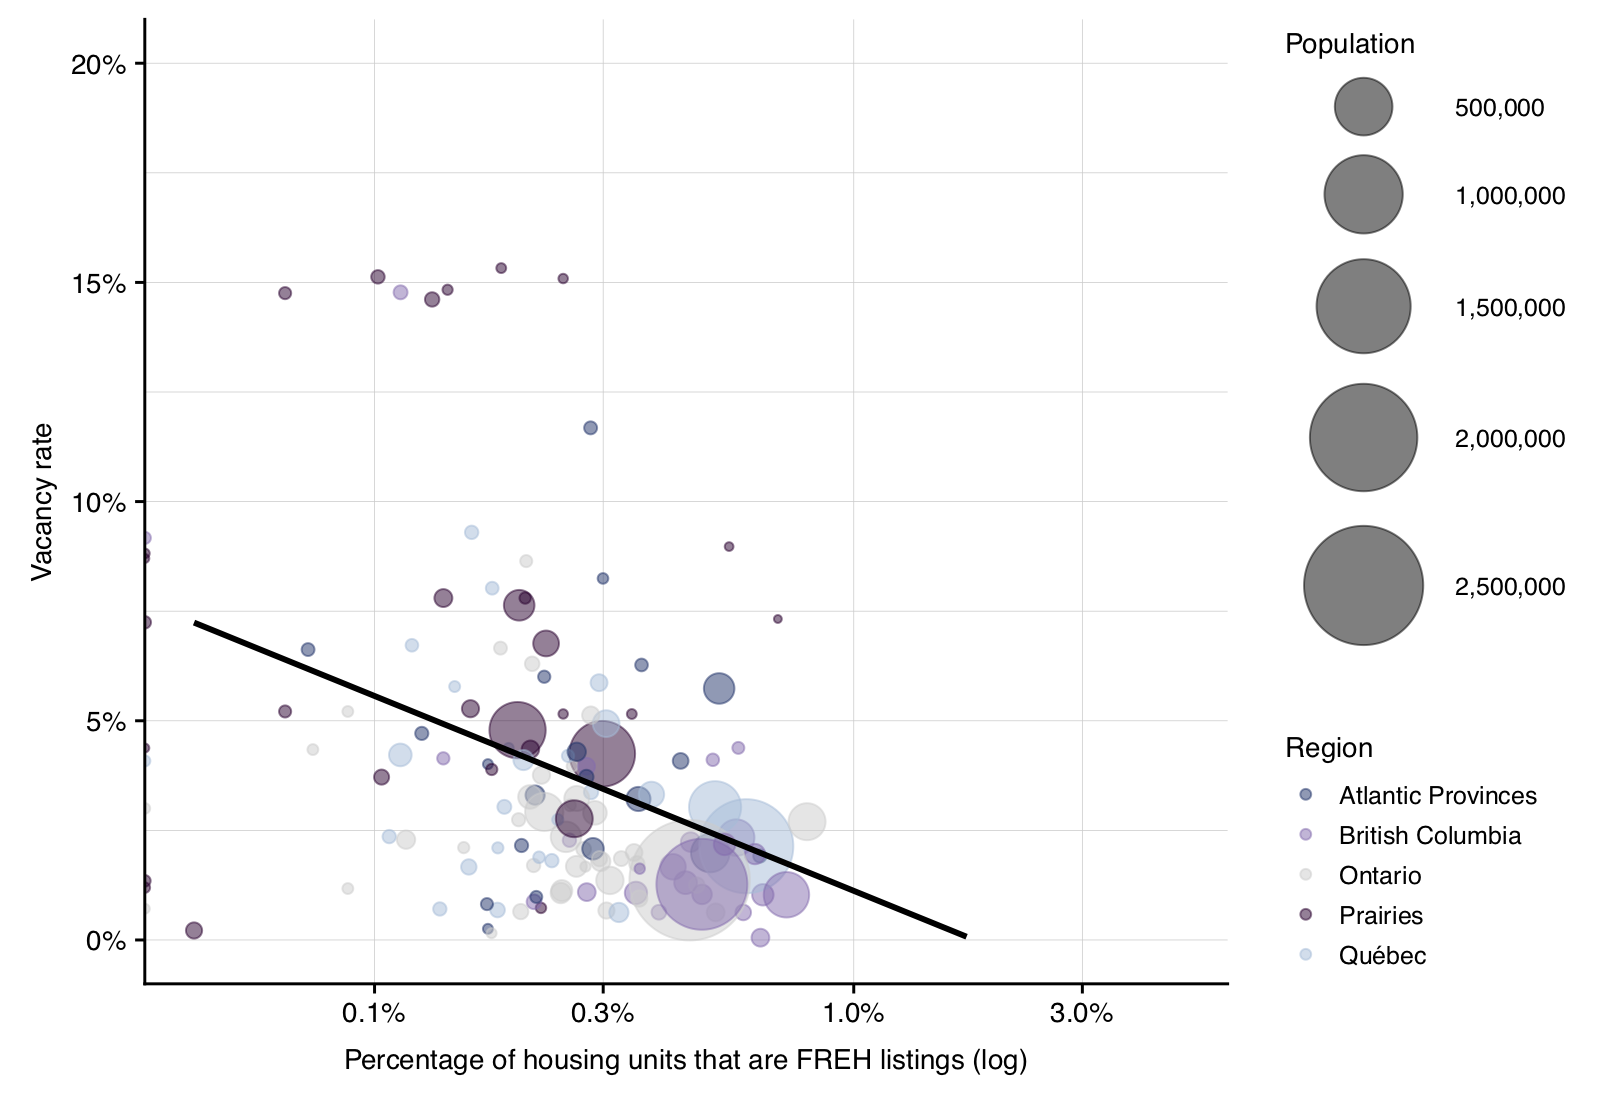 Population
500,000
1,000,000
1,500,000
2,000,000
2,500,000
Region
Atlantic Provinces
British Columbia
Ontario
Prairies
Québec
Vacancy rate
20%
15%
10%
5%
0%
0.1% 0.3% 1.0% 3.0%
Percentage of housing units that are FREH listings (log)